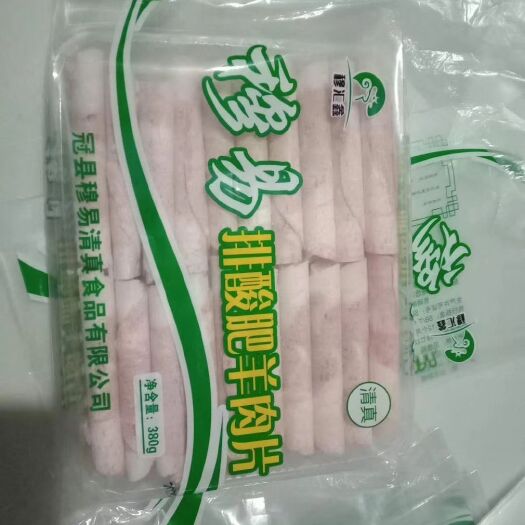 穆汇鑫
穆易
排酸肥羊肉片
清真
净含量：380g
冠县穆易清真食品有限公司
穆汇鑫
穆